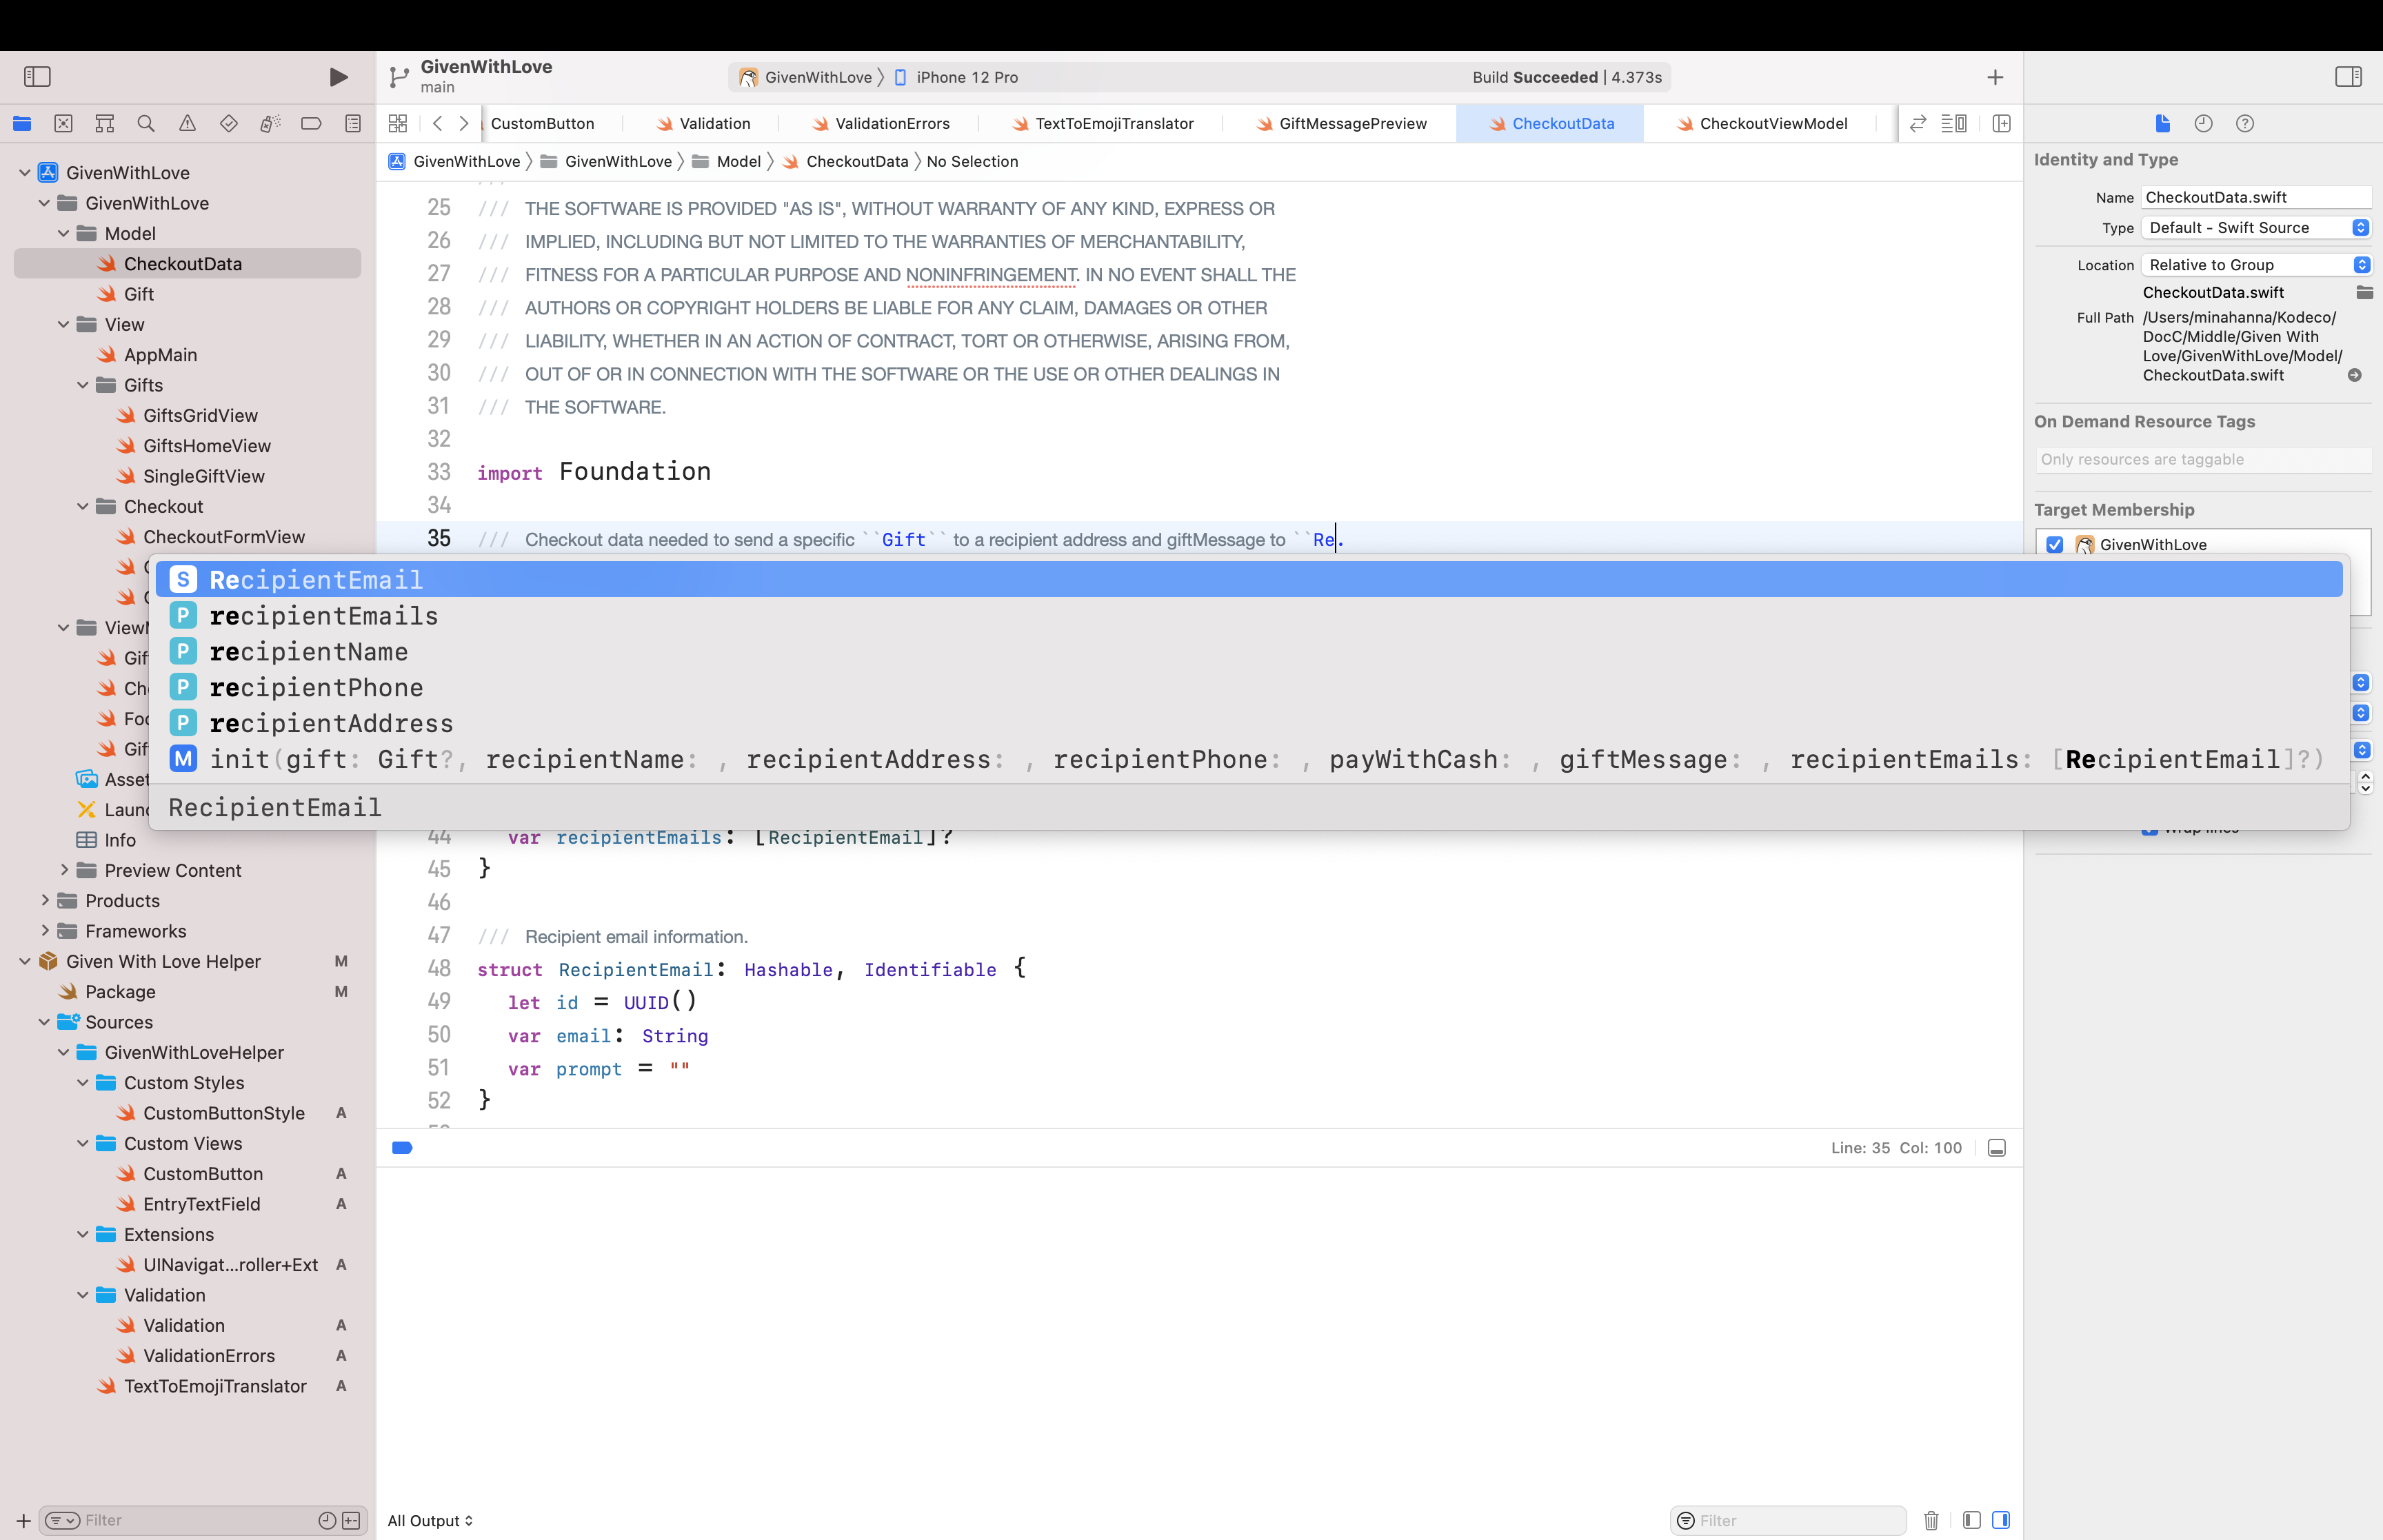 GivenWithLove
main
GivenWithLove
iPhone 12 Pro
Build Succeeded | 4.373s
CustomButton
Validation
ValidationErrors
TextToEmojiTranslator
GiftMessagePreview
CheckoutData
CheckoutViewModel
GivenWithLove
GivenWithLove
Model
CheckoutData
No Selection
GivenWithLove
GivenWithLove
Model
CheckoutData
Gift
View
AppMain
Gifts
GiftsGridView
GiftsHomeView
SingleGiftView
Checkout
CheckoutFormView
Products
Frameworks
Info
Preview Content
Given With Love Helper M
Package M
Sources
GivenWithLoveHelper
Custom Styles
CustomButtonStyle A
Custom Views
CustomButton A
EntryTextField A
Extensions
UINavigat...roller+Ext A
Validation
Validation A
ValidationErrors A
TextToEmojiTranslator A
Filter
25 /// THE SOFTWARE IS PROVIDED "AS IS", WITHOUT WARRANTY OF ANY KIND, EXPRESS OR
26 /// IMPLIED, INCLUDING BUT NOT LIMITED TO THE WARRANTIES OF MERCHANTABILITY,
27 /// FITNESS FOR A PARTICULAR PURPOSE AND NONINFRINGEMENT. IN NO EVENT SHALL THE
28 /// AUTHORS OR COPYRIGHT HOLDERS BE LIABLE FOR ANY CLAIM, DAMAGES OR OTHER
29 /// LIABILITY, WHETHER IN AN ACTION OF CONTRACT, TORT OR OTHERWISE, ARISING FROM,
30 /// OUT OF OR IN CONNECTION WITH THE SOFTWARE OR THE USE OR OTHER DEALINGS IN
31 /// THE SOFTWARE.
32
33 import Foundation
34
35 /// Checkout data needed to send a specific ``Gift`` to a recipient address and giftMessage to ``Re.
S RecipientEmail
P recipientEmails
P recipientName
P recipientPhone
P recipientAddress
M init(gift: Gift?, recipientName: , recipientAddress: , recipientPhone: , payWithCash: , giftMessage: , recipientEmails: [RecipientEmail]?)
RecipientEmail
44 var recipientEmails: [RecipientEmail]?
45 }
46
47 /// Recipient email information.
48 struct RecipientEmail: Hashable, Identifiable {
49 let id = UUID()
50 var email: String
51 var prompt = ""
52 }
Line: 35 Col: 100
All Output
Filter
Identity and Type
Name CheckoutData.swift
Type Default - Swift Source
Location Relative to Group
CheckoutData.swift
Full Path /Users/minahanna/Kodeco/
DocC/Middle/Given With
Love/GivenWithLove/Model/
CheckoutData.swift
On Demand Resource Tags
Only resources are taggable
Target Membership
GivenWithLove